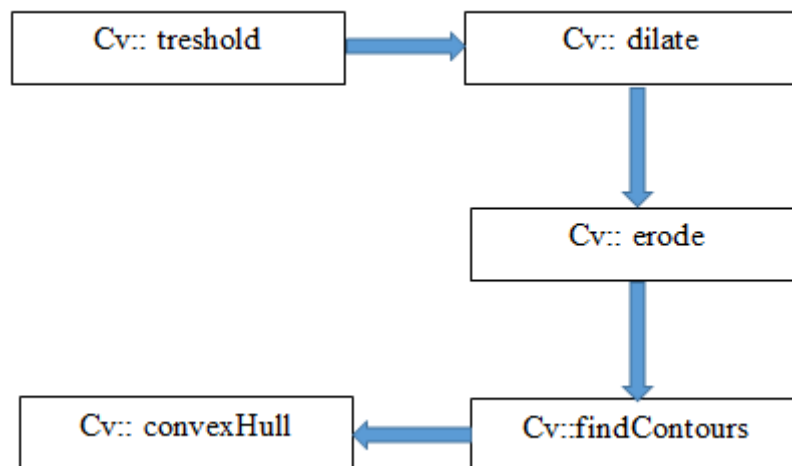 Cv:: treshold
Cv:: dilate
Cv:: erode
Cv::findContours
Cv:: convexHull